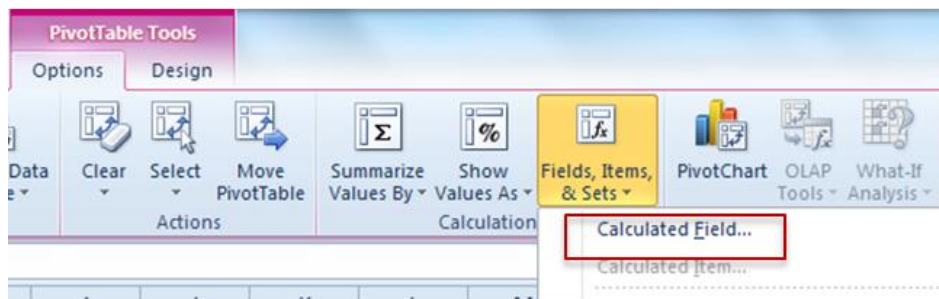 PivotTable Tools
Options Design
Data Clear Select Move Summarize Show Fields, Items, PivotChart OLAP What-If
PivotTable Values By Values As & Sets Tools Analysis
Actions Calculation
Calculated Field...
Calculated Item...